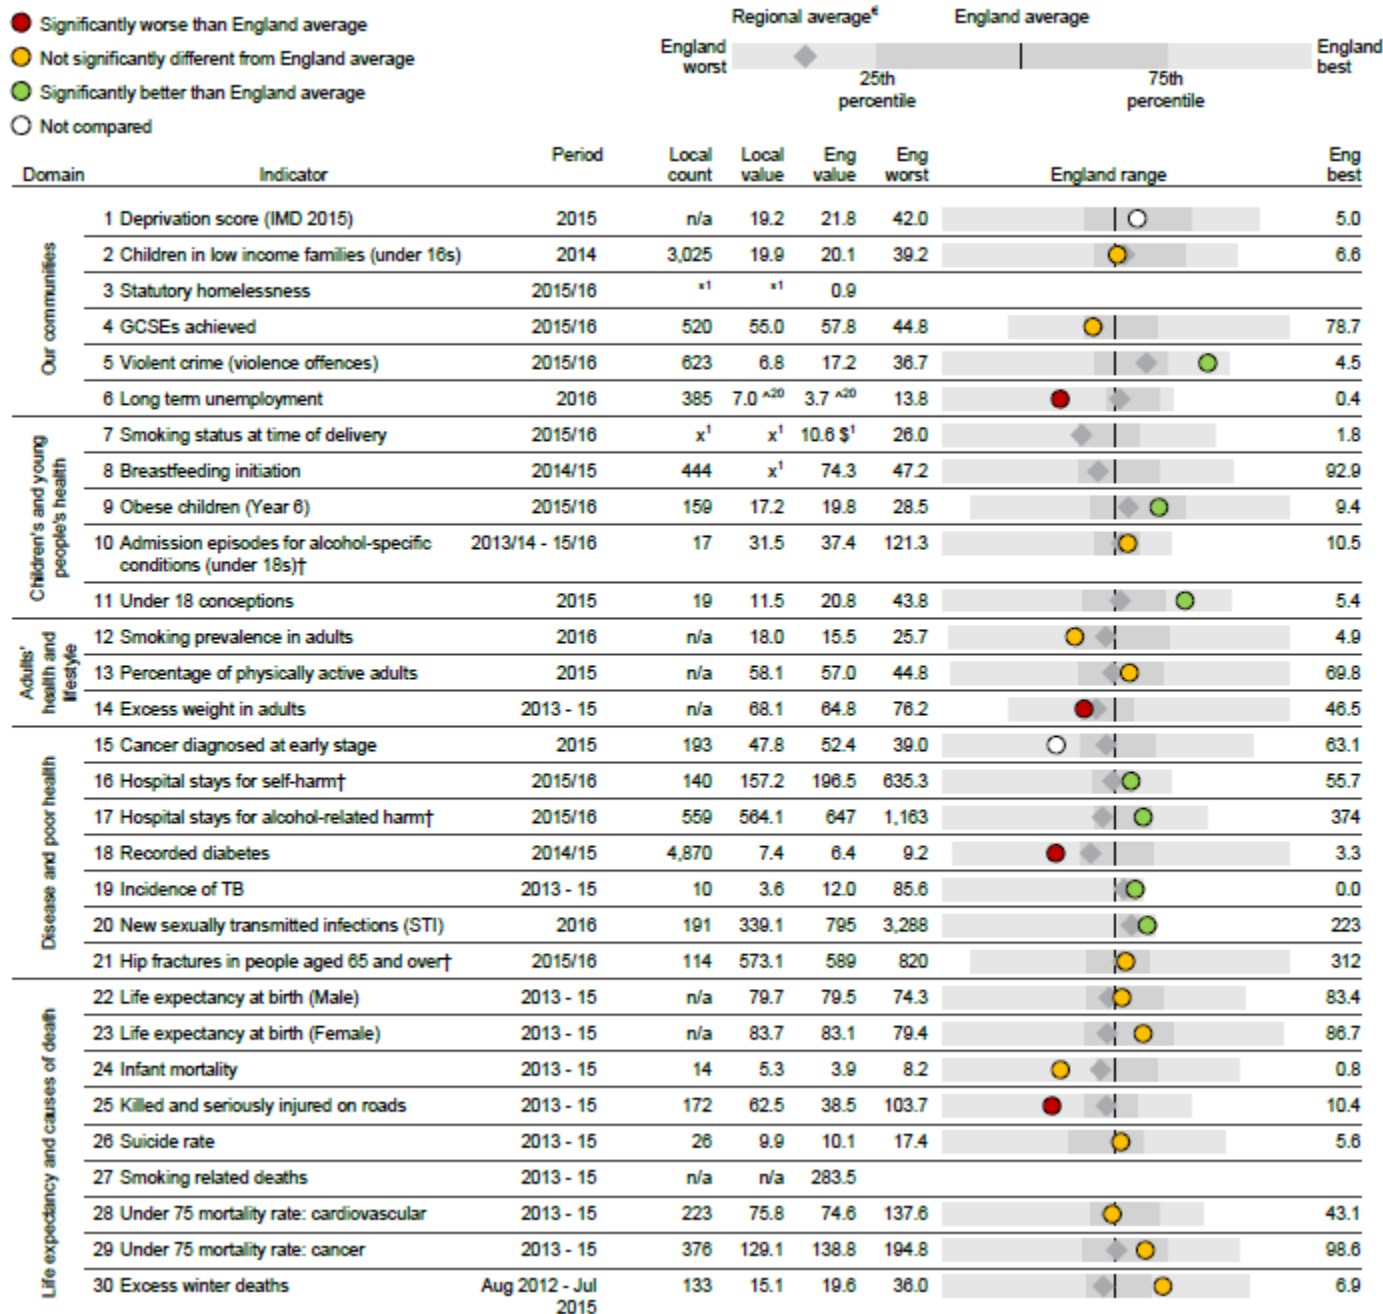 Significantly worse than England average
Not significantly different from England average
Significantly better than England average
Not compared
Regional average€ England average
England worst
England best
25th percentile
75th percentile
Domain Indicator Period Local count Local value Eng value Eng worst England range Eng best
Our communities
1 Deprivation score (IMD 2015) 2015 n/a 19.2 21.8 42.0 5.0
2 Children in low income families (under 16s) 2014 3,025 19.9 20.1 39.2 6.6
3 Statutory homelessness 2015/16 x1 x1 0.9
4 GCSEs achieved 2015/16 520 55.0 57.8 44.8 78.7
5 Violent crime (violence offences) 2015/16 623 6.8 17.2 36.7 4.5
6 Long term unemployment 2016 385 7.0 ^20 3.7 ^20 13.8 0.4
Children's and young people's health
7 Smoking status at time of delivery 2015/16 x1 x1 10.6 $1 26.0 1.8
8 Breastfeeding initiation 2014/15 444 x1 74.3 47.2 92.9
9 Obese children (Year 6) 2015/16 159 17.2 19.8 28.5 9.4
10 Admission episodes for alcohol-specific 2013/14 - 15/16 17 31.5 37.4 121.3 10.5
conditions (under 18s)†
11 Under 18 conceptions 2015 19 11.5 20.8 43.8 5.4
Adults' health and lifestyle
12 Smoking prevalence in adults 2016 n/a 18.0 15.5 25.7 4.9
13 Percentage of physically active adults 2015 n/a 58.1 57.0 44.8 69.8
14 Excess weight in adults 2013 - 15 n/a 68.1 64.8 76.2 46.5
Disease and poor health
15 Cancer diagnosed at early stage 2015 193 47.8 52.4 39.0 63.1
16 Hospital stays for self-harm† 2015/16 140 157.2 196.5 635.3 55.7
17 Hospital stays for alcohol-related harm† 2015/16 559 564.1 647 1,163 374
18 Recorded diabetes 2014/15 4,870 7.4 6.4 9.2 3.3
19 Incidence of TB 2013 - 15 10 3.6 12.0 85.6 0.0
20 New sexually transmitted infections (STI) 2016 191 339.1 795 3,288 223
21 Hip fractures in people aged 65 and over† 2015/16 114 573.1 589 820 312
Life expectancy and causes of death
22 Life expectancy at birth (Male) 2013 - 15 n/a 79.7 79.5 74.3 83.4
23 Life expectancy at birth (Female) 2013 - 15 n/a 83.7 83.1 79.4 86.7
24 Infant mortality 2013 - 15 14 5.3 3.9 8.2 0.8
25 Killed and seriously injured on roads 2013 - 15 172 62.5 38.5 103.7 10.4
26 Suicide rate 2013 - 15 26 9.9 10.1 17.4 5.6
27 Smoking related deaths 2013 - 15 n/a n/a 283.5
28 Under 75 mortality rate: cardiovascular 2013 - 15 223 75.8 74.6 137.6 43.1
29 Under 75 mortality rate: cancer 2013 - 15 376 129.1 138.8 194.8 98.6
30 Excess winter deaths Aug 2012 - Jul 133 15.1 19.6 36.0 6.9
2015